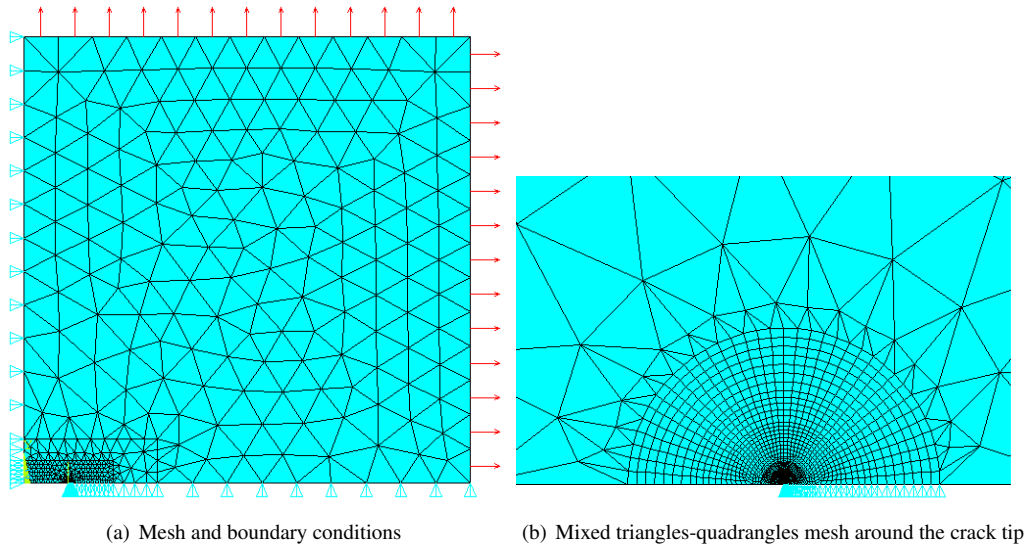 (a) Mesh and boundary conditions
(b) Mixed triangles-quadrangles mesh around the crack tip